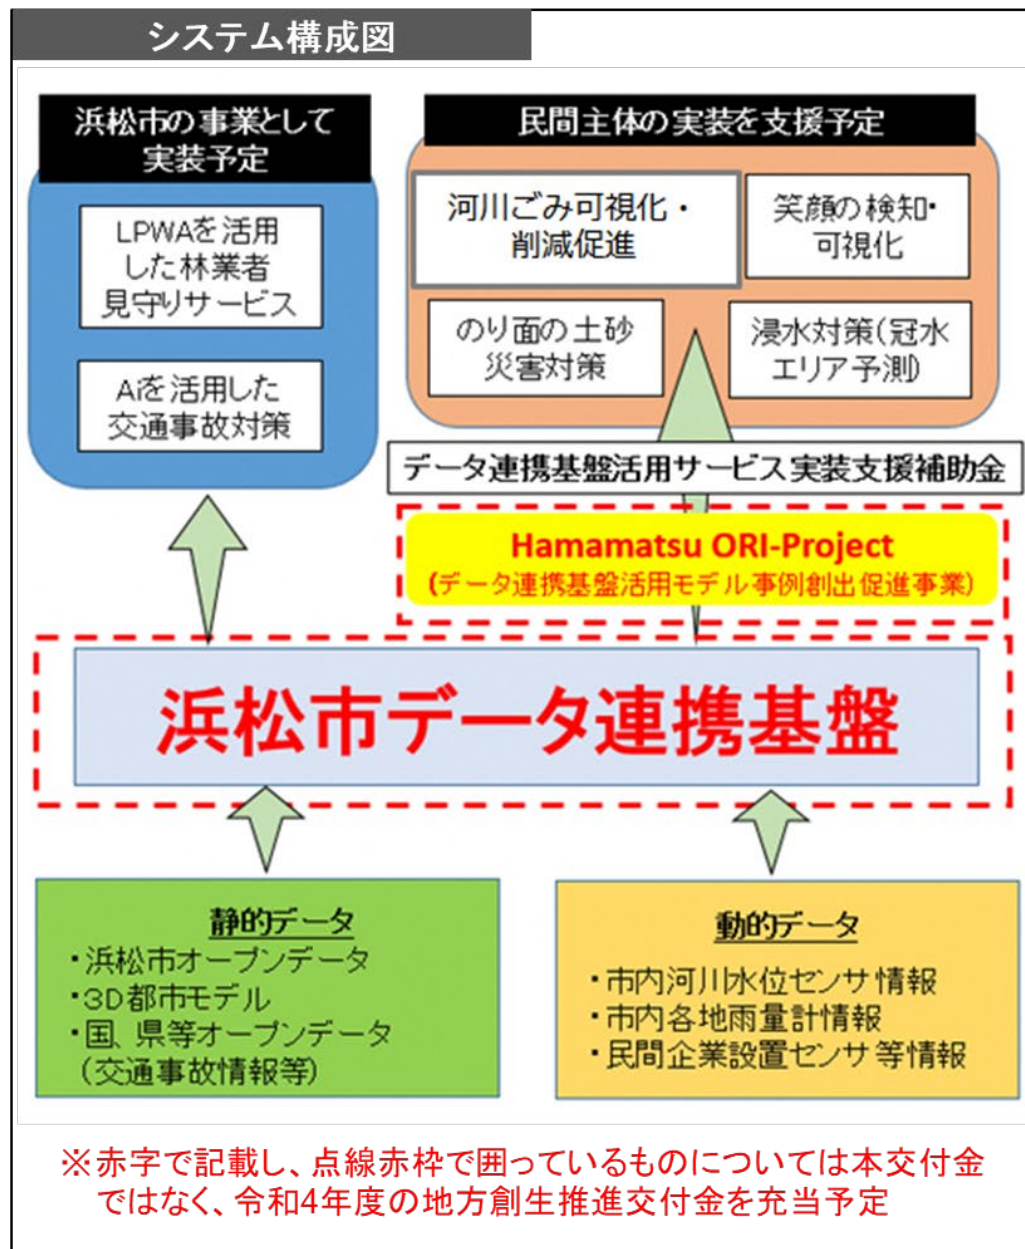 システム構成図
浜松市の事業として
実装予定
LPWAを活用
した林業者
見守りサービス
Aiを活用した
交通事故対策
民間主体の実装を支援予定
河川ごみ可視化・
削減促進
笑顔の検知・
可視化
のり面の土砂
災害対策
浸水対策(冠水
エリア予測)
データ連携基盤活用サービス実装支援補助金
Hamamatsu ORI-Project
(データ連携基盤活用モデル事例創出促進事業)
浜松市データ連携基盤
静的データ
・浜松市オープンデータ
・3D都市モデル
・国、県等オープンデータ
(交通事故情報等)
動的データ
・市内河川水位センサ情報
・市内各地雨量計情報
・民間企業設置センサ等情報
※赤字で記載し、点線赤枠で囲っているものについては本交付金
ではなく、令和4年度の地方創生推進交付金を充当予定